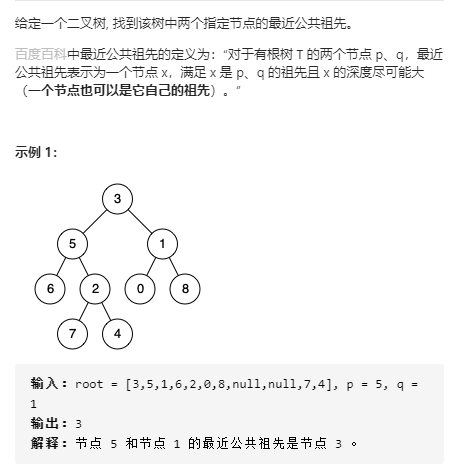 给定一个二叉树, 找到该树中两个指定节点的最近公共祖先。
百度百科中最近公共祖先的定义为：“对于有根树 T 的两个节点 p、q，最近
公共祖先表示为一个节点 x，满足 x 是 p、q 的祖先且 x 的深度尽可能大
（一个节点也可以是它自己的祖先）。”
示例 1：
3
5 1
6 2 0 8
7 4
输入：root = [3,5,1,6,2,0,8,null,null,7,4], p = 5, q =
1
输出：3
解释：节点 5 和节点 1 的最近公共祖先是节点 3 。